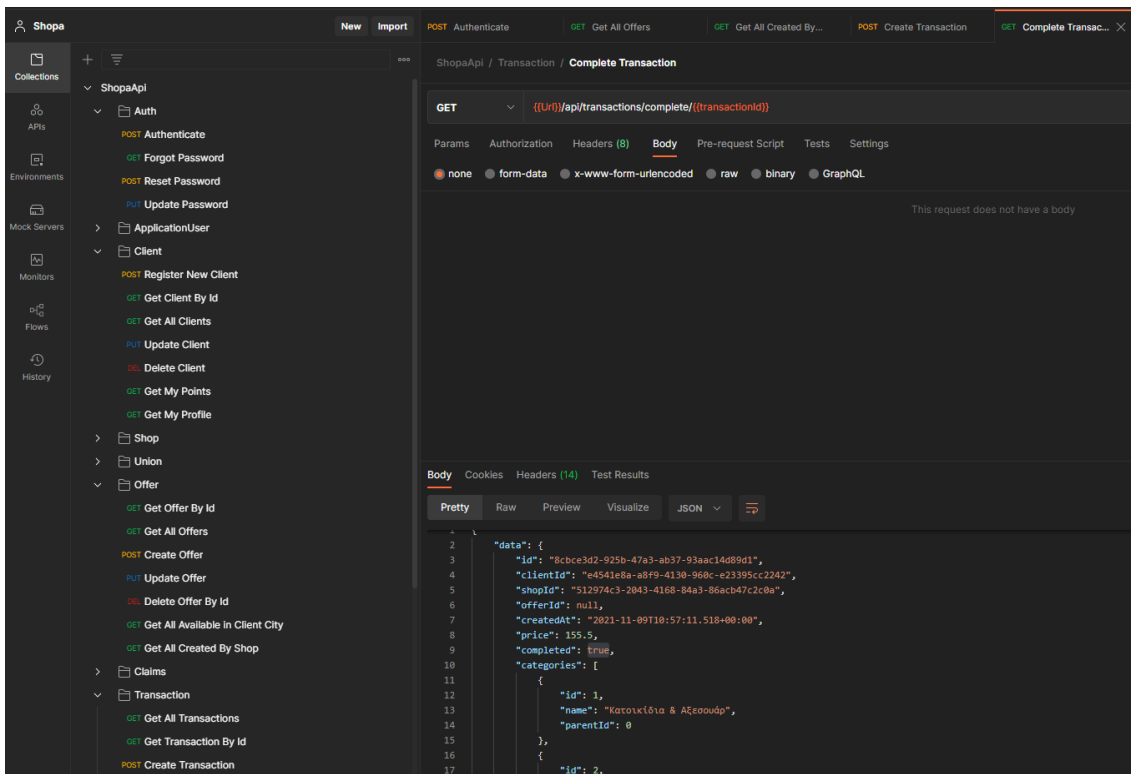 Shopa
New
Import
Collections
APIs
Environments
Mock Servers
Monitors
Flows
History
ShopaApi
Auth
POST Authenticate
GET Forgot Password
POST Reset Password
PUT Update Password
ApplicationUser
Client
POST Register New Client
GET Get Client By Id
GET Get All Clients
PUT Update Client
DEL Delete Client
GET Get My Points
GET Get My Profile
Shop
Union
Offer
GET Get Offer By Id
GET Get All Offers
POST Create Offer
PUT Update Offer
DEL Delete Offer By Id
GET Get All Available in Client City
GET Get All Created By Shop
Claims
Transaction
GET Get All Transactions
GET Get Transaction By Id
POST Create Transaction
POST Authenticate
GET Get All Offers
GET Get All Created By...
POST Create Transaction
GET Complete Transac...
ShopaApi / Transaction / Complete Transaction
GET {{Url}}/api/transactions/complete/{{transactionId}}
Params Authorization Headers (8) Body Pre-request Script Tests Settings
none form-data x-www-form-urlencoded raw binary GraphQL
This request does not have a body
Body Cookies Headers (14) Test Results
Pretty Raw Preview Visualize JSON
1 {
2 "data": {
3 "id": "8cbce3d2-925b-47a3-ab37-93aac14d89d1",
4 "clientId": "e4541e8a-a8f9-4130-960c-e23395cc2242",
5 "shopId": "512974c3-2043-4168-84a3-86acb47c2c0a",
6 "offerId": null,
7 "createdAt": "2021-11-09T10:57:11.518+00:00",
8 "price": 155.5,
9 "completed": true,
10 "categories": [
11 {
12 "id": 1,
13 "name": "Κατοικίδια & Αξεσουάρ",
14 "parentId": 0
15 },
16 {
17 "id": 2,